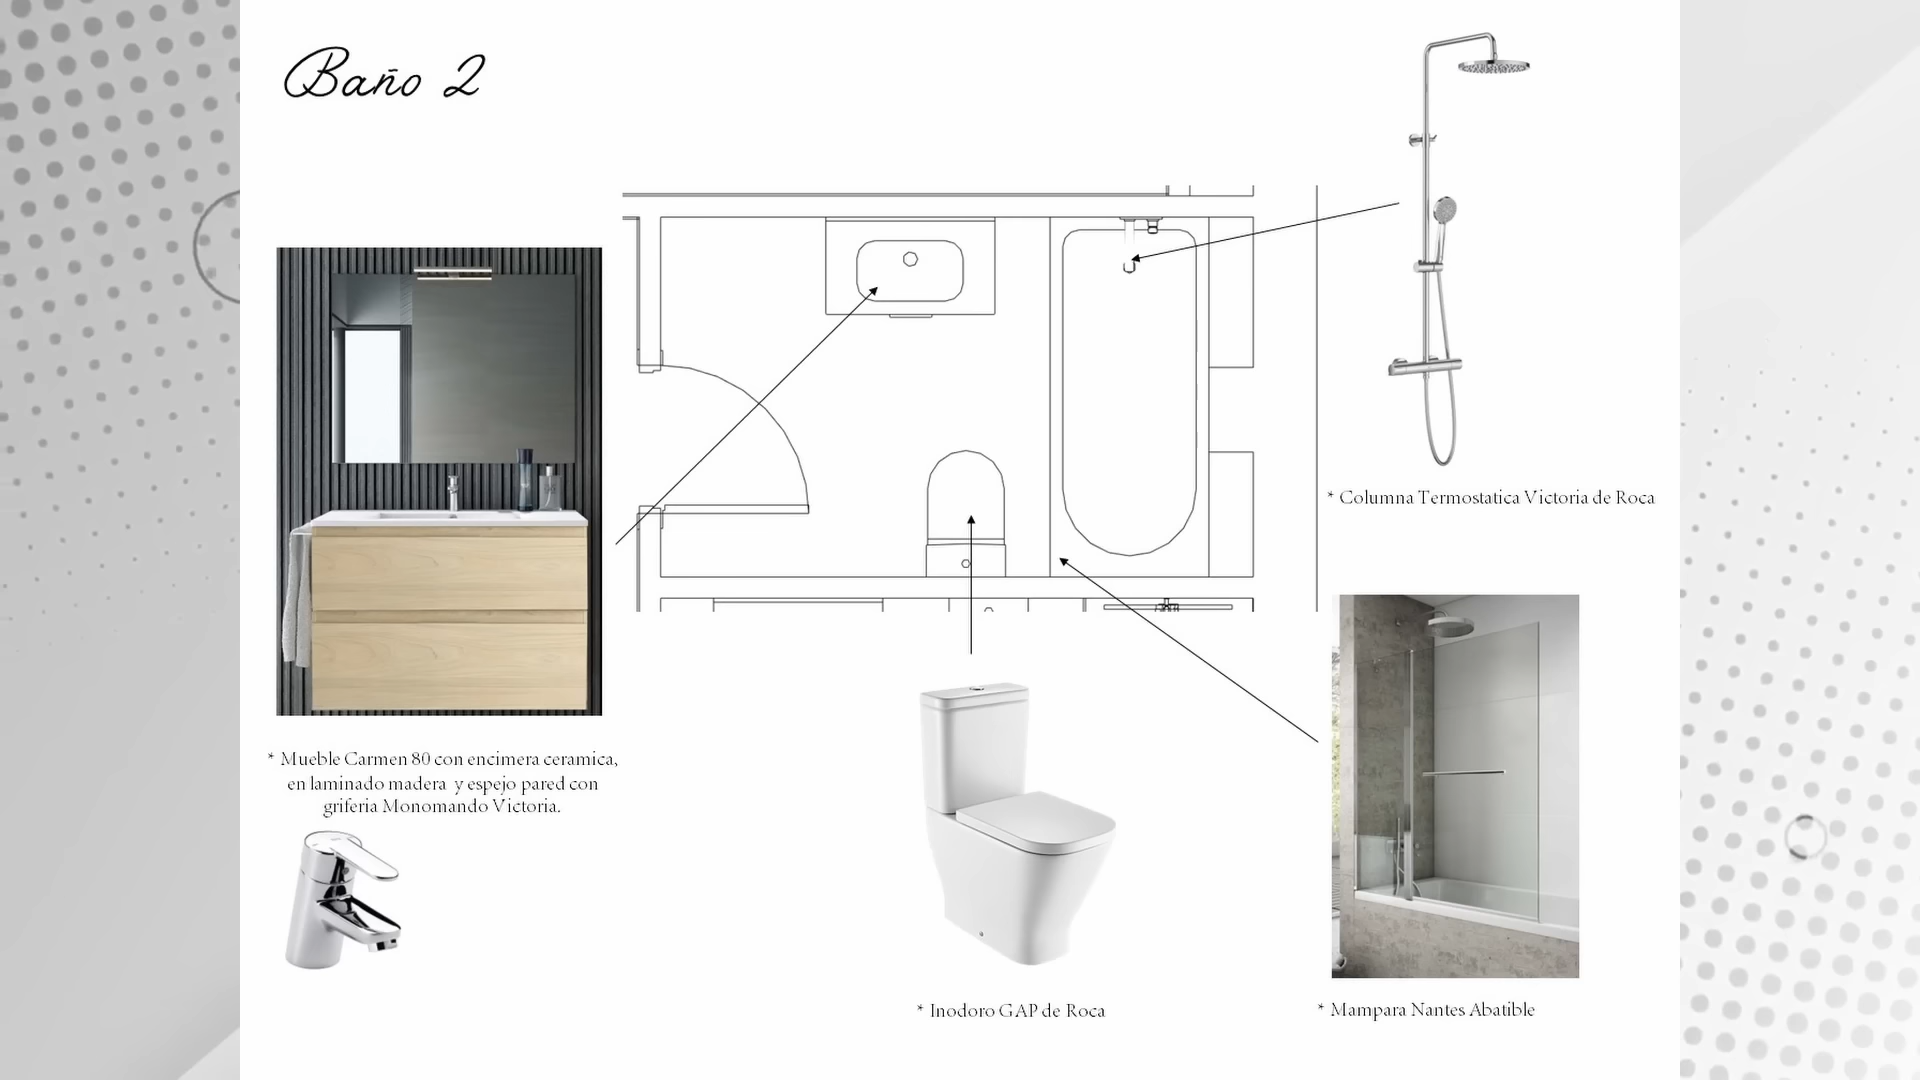 Baño 2
* Columna Termostatica Victoria de Roca
* Mueble Carmen 80 con encimera ceramica,
en laminado madera y espejo pared con
griferia Monomando Victoria.
* Inodoro GAP de Roca
* Mampara Nantes Abatible